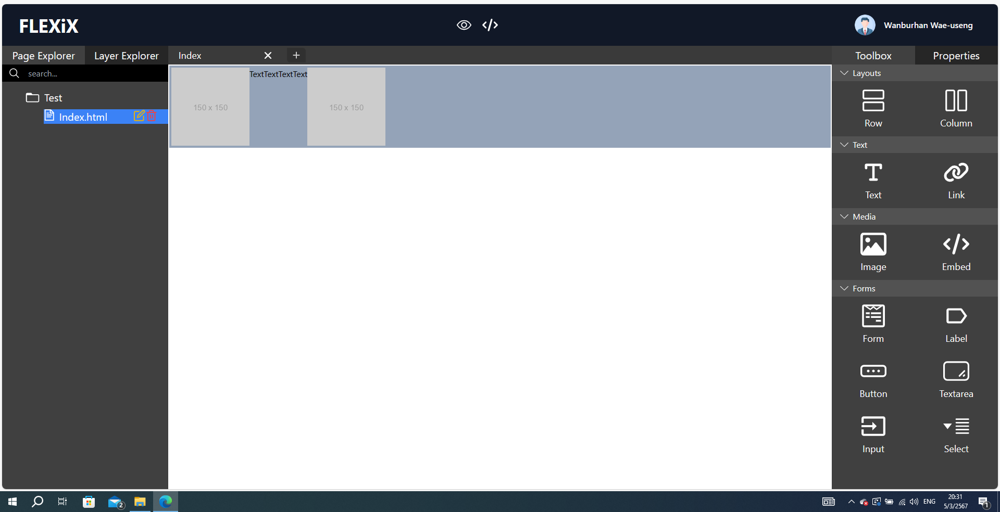 FLEXiX
Wanburhan Wae-useng
Page Explorer
Layer Explorer
Index
Toolbox
Properties
search...
Test
Index.html
150 x 150
TextTextTextText
150 x 150
Layouts
Row
Column
Text
Text
Link
Media
Image
Embed
Forms
Form
Label
Button
Textarea
Input
Select
2
ENG
20:31
5/3/2567
1